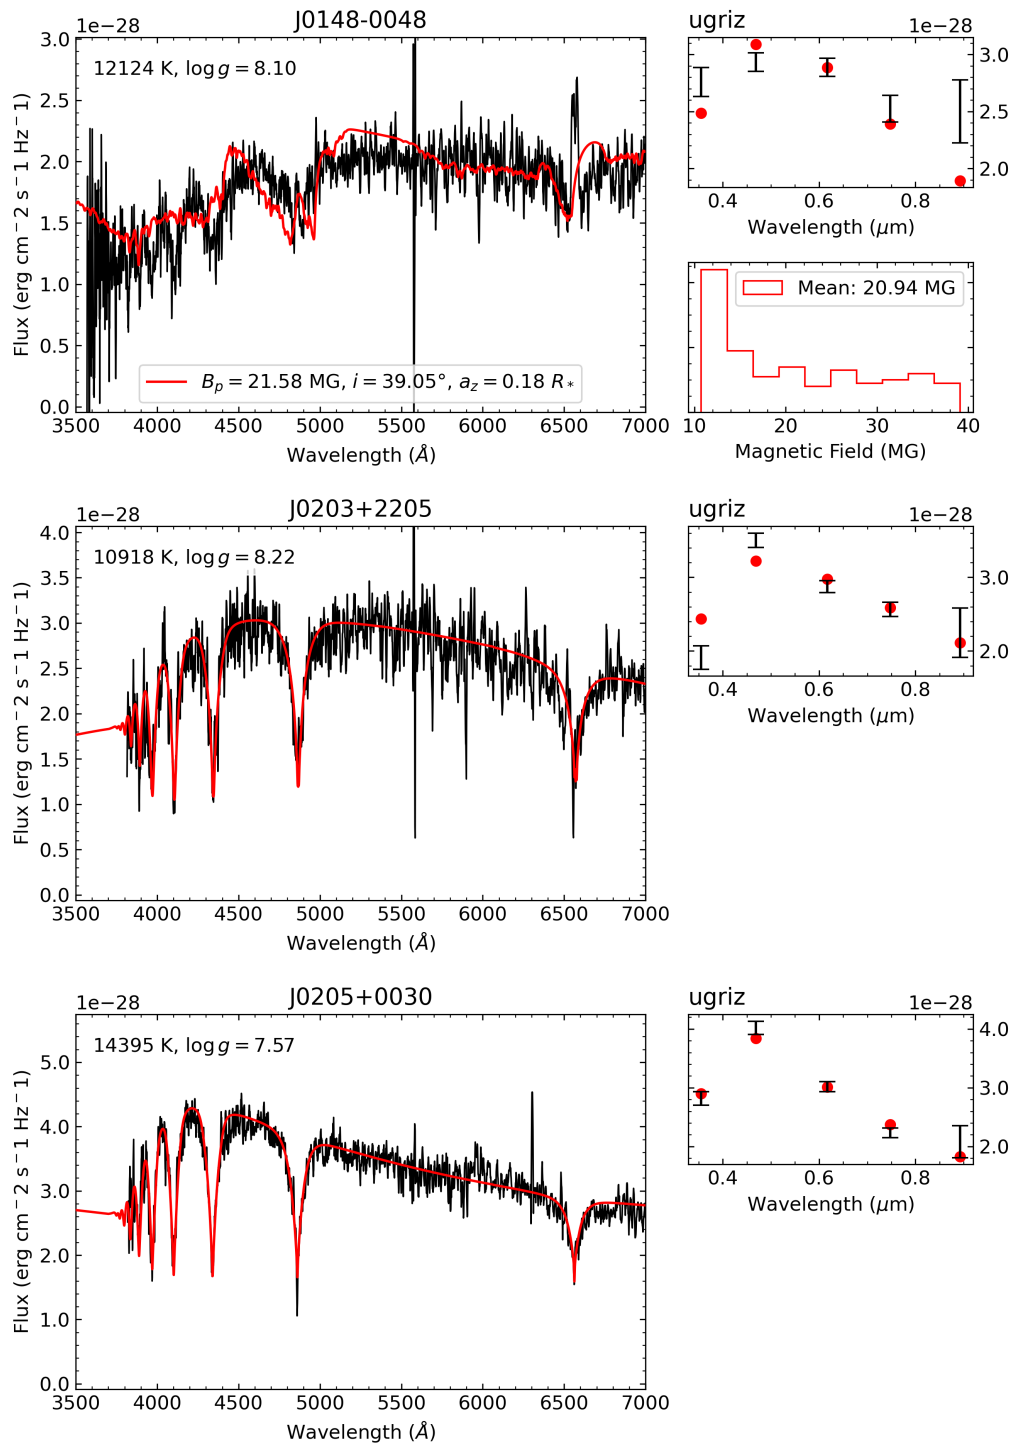 J0148-0048
1e−28
12124 K, log g = 8.10
3.0
2.5
2.0
1.5
1.0
0.5
0.0
Flux (erg cm−2 s−1 Hz−1)
B_p = 21.58 MG, i = 39.05°, a_z = 0.18 R_*
3500 4000 4500 5000 5500 6000 6500 7000
Wavelength (Å)
ugriz
1e−28
3.0
2.5
2.0
0.4 0.6 0.8
Wavelength (μm)
Mean: 20.94 MG
10 20 30 40
Magnetic Field (MG)
J0203+2205
1e−28
10918 K, log g = 8.22
4.0
3.5
3.0
2.5
2.0
1.5
1.0
0.5
0.0
Flux (erg cm−2 s−1 Hz−1)
3500 4000 4500 5000 5500 6000 6500 7000
Wavelength (Å)
ugriz
1e−28
3.0
2.0
0.4 0.6 0.8
Wavelength (μm)
J0205+0030
1e−28
14395 K, log g = 7.57
5.0
4.0
3.0
2.0
1.0
0.0
Flux (erg cm−2 s−1 Hz−1)
3500 4000 4500 5000 5500 6000 6500 7000
Wavelength (Å)
ugriz
1e−28
4.0
3.0
2.0
0.4 0.6 0.8
Wavelength (μm)